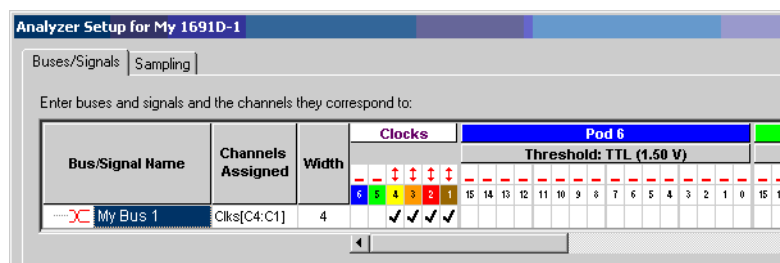 Analyzer Setup for My 1691D-1
Buses/Signals Sampling
Enter buses and signals and the channels they correspond to:
Bus/Signal Name Channels Assigned Width Clocks Pod 6
Threshold: TTL (1.50 V)
6 5 4 3 2 1 15 14 13 12 11 10 9 8 7 6 5 4 3 2 1 0 15
My Bus 1 Clks[C4:C1] 4